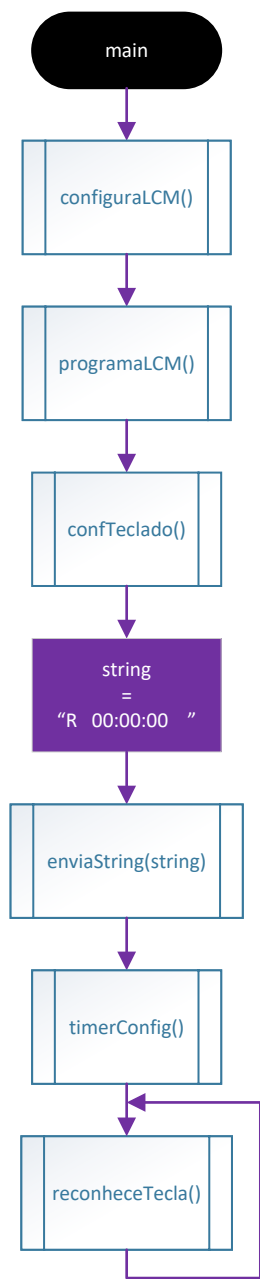 main
configuraLCM()
programaLCM()
confTeclado()
string
=
“R   00:00:00    ”
enviaString(string)
timerConfig()
reconheceTecla()